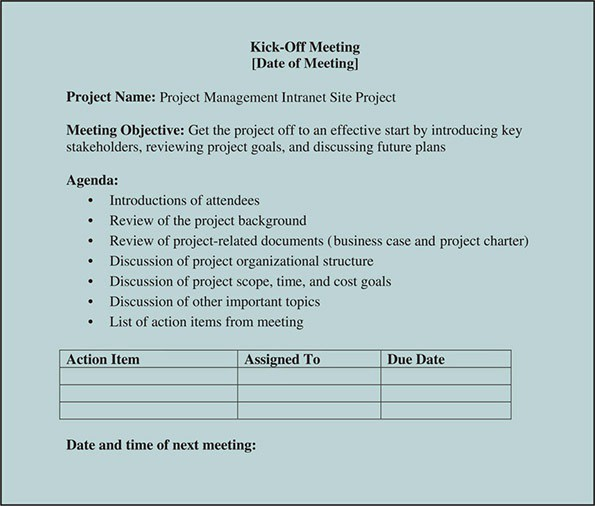 Kick-Off Meeting
[Date of Meeting]
Project Name: Project Management Intranet Site Project
Meeting Objective: Get the project off to an effective start by introducing key
stakeholders, reviewing project goals, and discussing future plans
Agenda:
• Introductions of attendees
• Review of the project background
• Review of project-related documents (business case and project charter)
• Discussion of project organizational structure
• Discussion of project scope, time, and cost goals
• Discussion of other important topics
• List of action items from meeting
Action Item Assigned To Due Date
Date and time of next meeting: